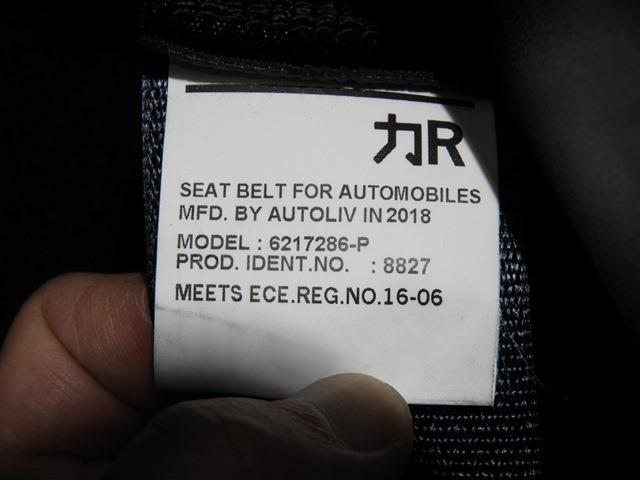 力R
SEAT BELT FOR AUTOMOBILES
MFD. BY AUTOLIV IN 2018
MODEL : 6217286-P
PROD. IDENT.NO. : 8827
MEETS ECE.REG.NO.16-06